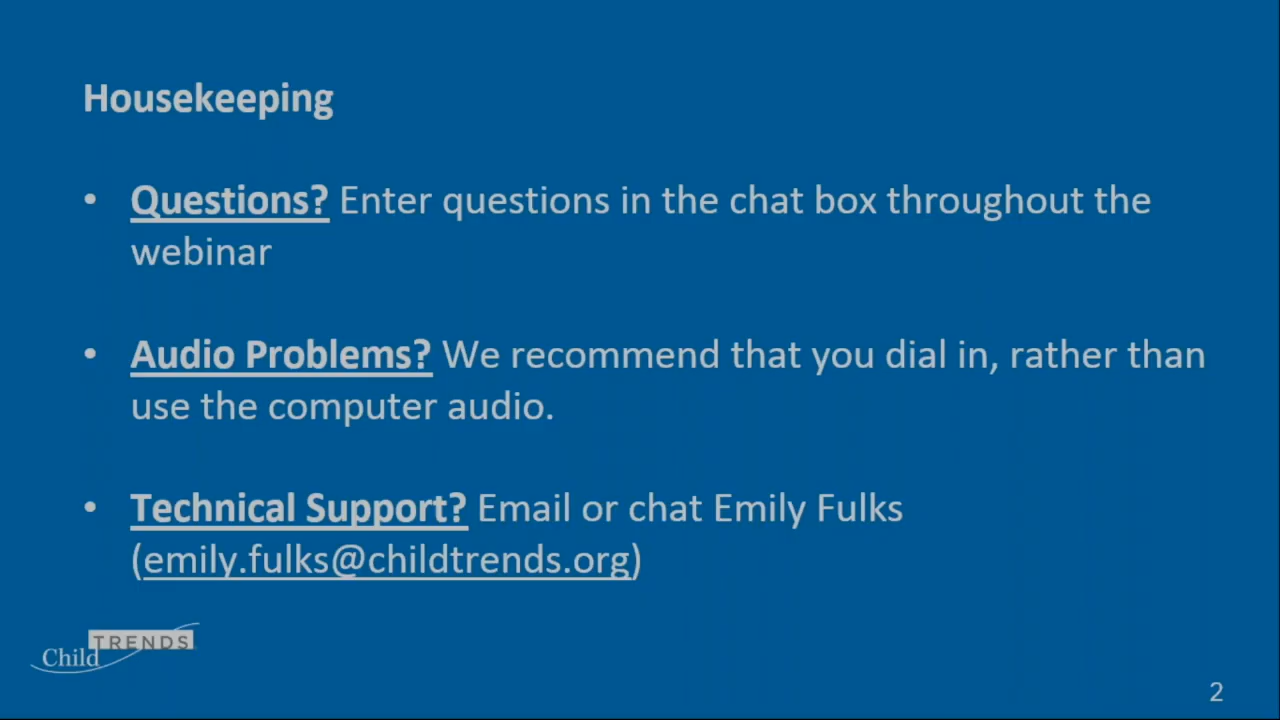 Housekeeping
• Questions? Enter questions in the chat box throughout the
webinar
• Audio Problems? We recommend that you dial in, rather than
use the computer audio.
• Technical Support? Email or chat Emily Fulks
(emily.fulks@childtrends.org)
Child TRENDS
2